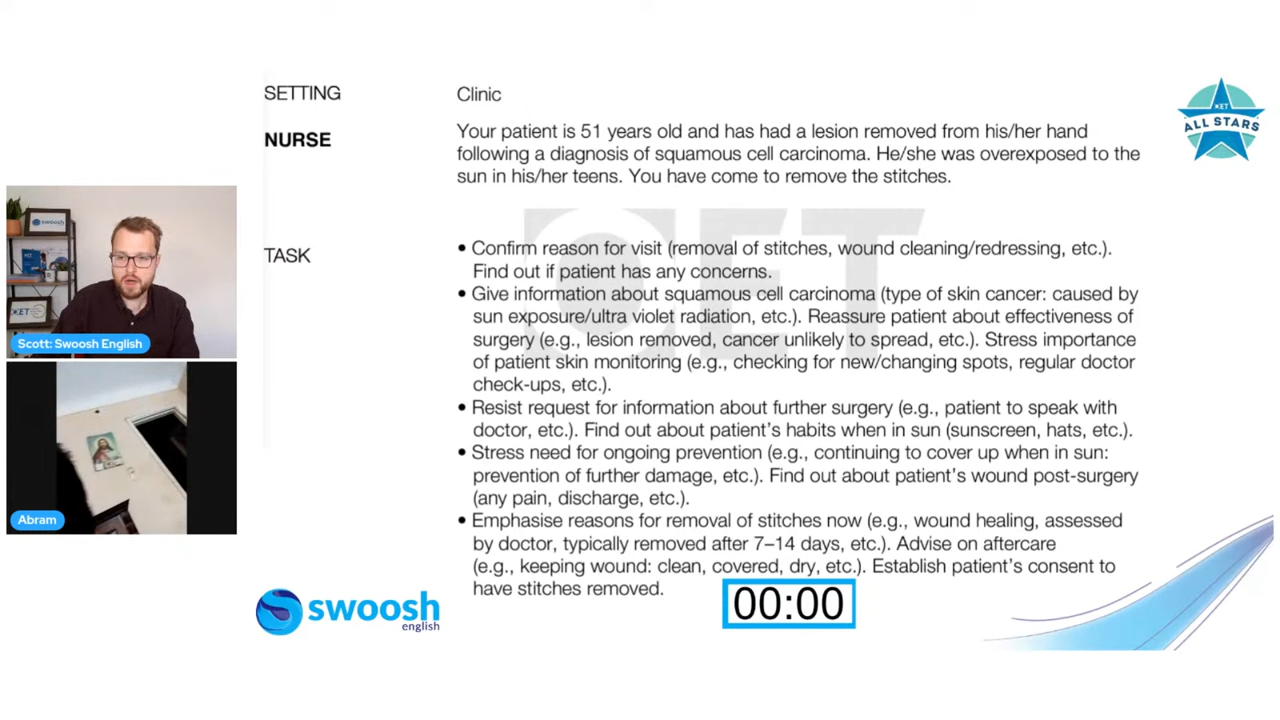 SETTING
Clinic
NURSE
Your patient is 51 years old and has had a lesion removed from his/her hand
following a diagnosis of squamous cell carcinoma. He/she was overexposed to the
sun in his/her teens. You have come to remove the stitches.
TASK
• Confirm reason for visit (removal of stitches, wound cleaning/redressing, etc.).
Find out if patient has any concerns.
• Give information about squamous cell carcinoma (type of skin cancer: caused by
sun exposure/ultra violet radiation, etc.). Reassure patient about effectiveness of
surgery (e.g., lesion removed, cancer unlikely to spread, etc.). Stress importance
of patient skin monitoring (e.g., checking for new/changing spots, regular doctor
check-ups, etc.).
• Resist request for information about further surgery (e.g., patient to speak with
doctor, etc.). Find out about patient's habits when in sun (sunscreen, hats, etc.).
• Stress need for ongoing prevention (e.g., continuing to cover up when in sun:
prevention of further damage, etc.). Find out about patient's wound post-surgery
(any pain, discharge, etc.).
• Emphasise reasons for removal of stitches now (e.g., wound healing, assessed
by doctor, typically removed after 7–14 days, etc.). Advise on aftercare
(e.g., keeping wound: clean, covered, dry, etc.). Establish patient's consent to
have stitches removed.
OET
OET
ALL STARS
swoosh
OET
Scott: Swoosh English
Abram
swoosh
english
00:00